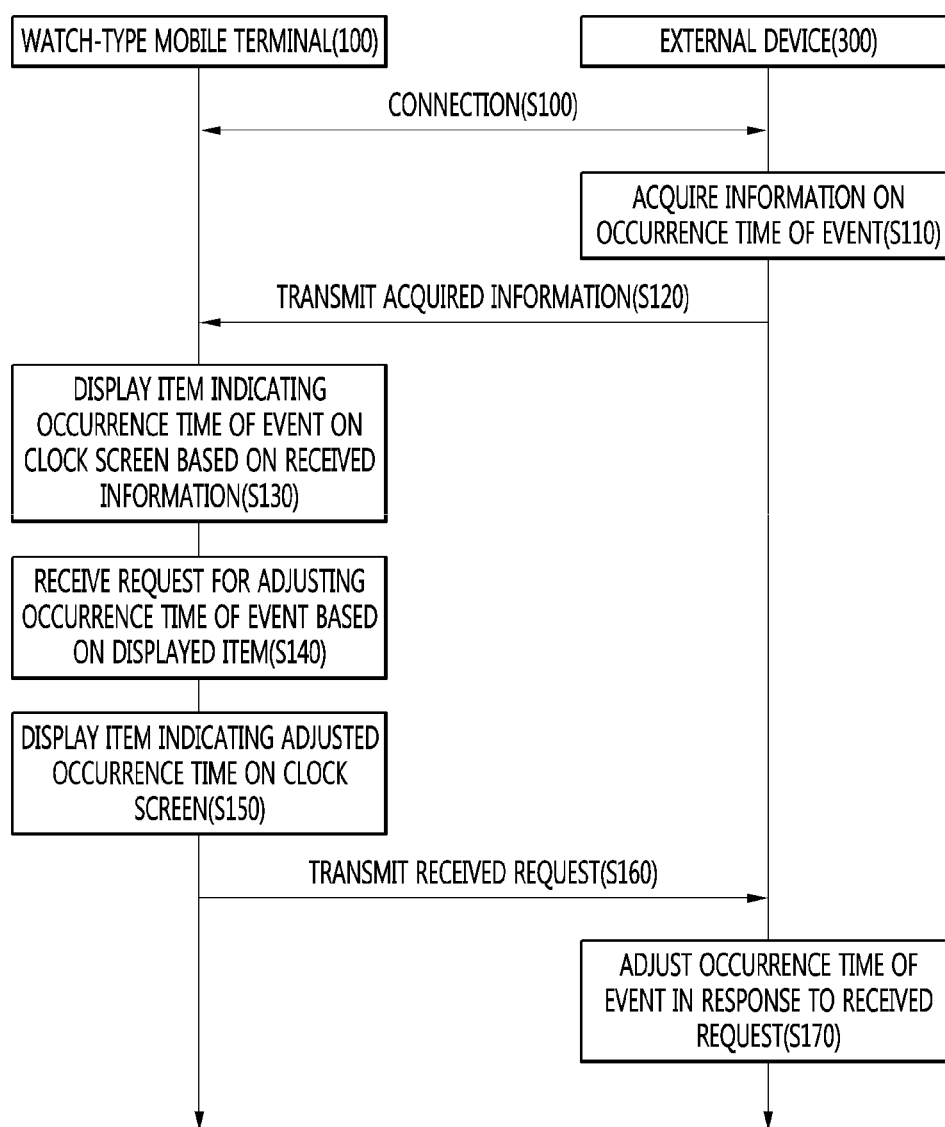 WATCH-TYPE MOBILE TERMINAL(100)
EXTERNAL DEVICE(300)
CONNECTION(S100)
ACQUIRE INFORMATION ON
OCCURRENCE TIME OF EVENT(S110)
TRANSMIT ACQUIRED INFORMATION(S120)
DISPLAY ITEM INDICATING
OCCURRENCE TIME OF EVENT ON
CLOCK SCREEN BASED ON RECEIVED
INFORMATION(S130)
RECEIVE REQUEST FOR ADJUSTING
OCCURRENCE TIME OF EVENT BASED
ON DISPLAYED ITEM(S140)
DISPLAY ITEM INDICATING ADJUSTED
OCCURRENCE TIME ON CLOCK
SCREEN(S150)
TRANSMIT RECEIVED REQUEST(S160)
ADJUST OCCURRENCE TIME OF
EVENT IN RESPONSE TO RECEIVED
REQUEST(S170)